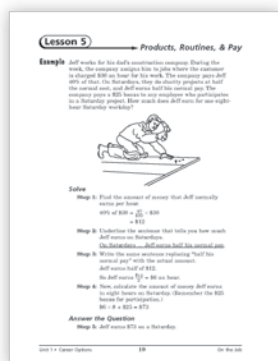 Lesson 5
Products, Routines, & Pay
Example Jeff works for his dad's construction company. During the
week, the company assigns him to jobs where the customer
is charged $30 an hour for his work. The company pays Jeff
40% of that. On Saturdays, they do charity projects at half
the normal cost, and Jeff earns half his normal pay. The
company pays a $25 bonus to any employee who participates
in a Saturday project. How much does Jeff earn for one eight-
hour Saturday workday?
Solve
Step 1: Find the amount of money that Jeff normally
earns per hour.
40% of $30 = × $30
= $12
Step 2: Underline the sentence that tells you how much
Jeff earns on Saturdays.
On Saturdays ... Jeff earns half his normal pay.
Step 3: Write the same sentence replacing "half his
normal pay" with the actual amount.
Jeff earns half of $12.
So Jeff earns = $6 an hour.
Step 4: Now, calculate the amount of money Jeff earns
in eight hours on Saturday. (Remember the $25
bonus for participation.)
$6 × 8 + $25 = $73
Answer the Question
Step 5: Jeff earns $73 on a Saturday.
Unit 1 • Career Options 19 On the Job